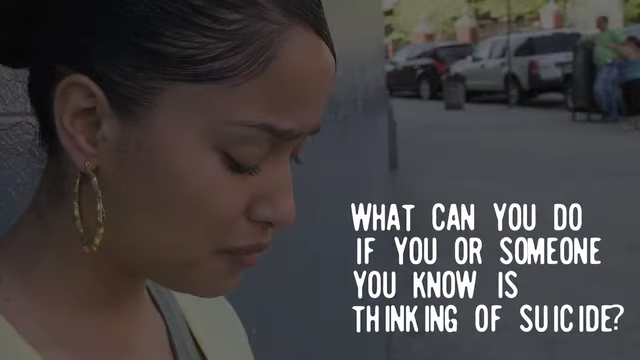 WHAT CAN YOU DO
IF YOU OR SOMEONE
YOU KNOW IS
THINKING OF SUICIDE?